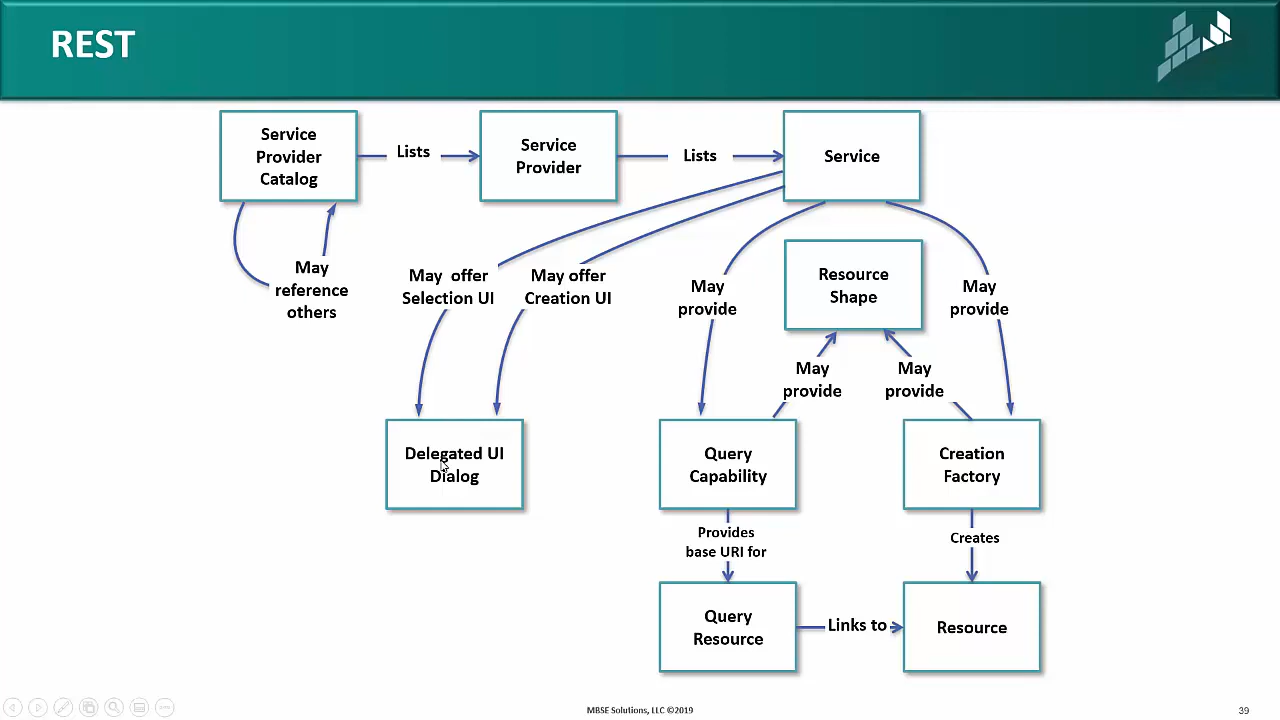 REST
Service
Provider
Catalog
Lists
Service
Provider
Lists
Service
May
reference
others
May offer
Selection UI
May offer
Creation UI
May
provide
Resource
Shape
May
provide
May
provide
May
provide
Delegated UI
Dialog
Query
Capability
Creation
Factory
Provides
base URI for
Creates
Query
Resource
Links to
Resource
MBSE Solutions, LLC ©2019
39